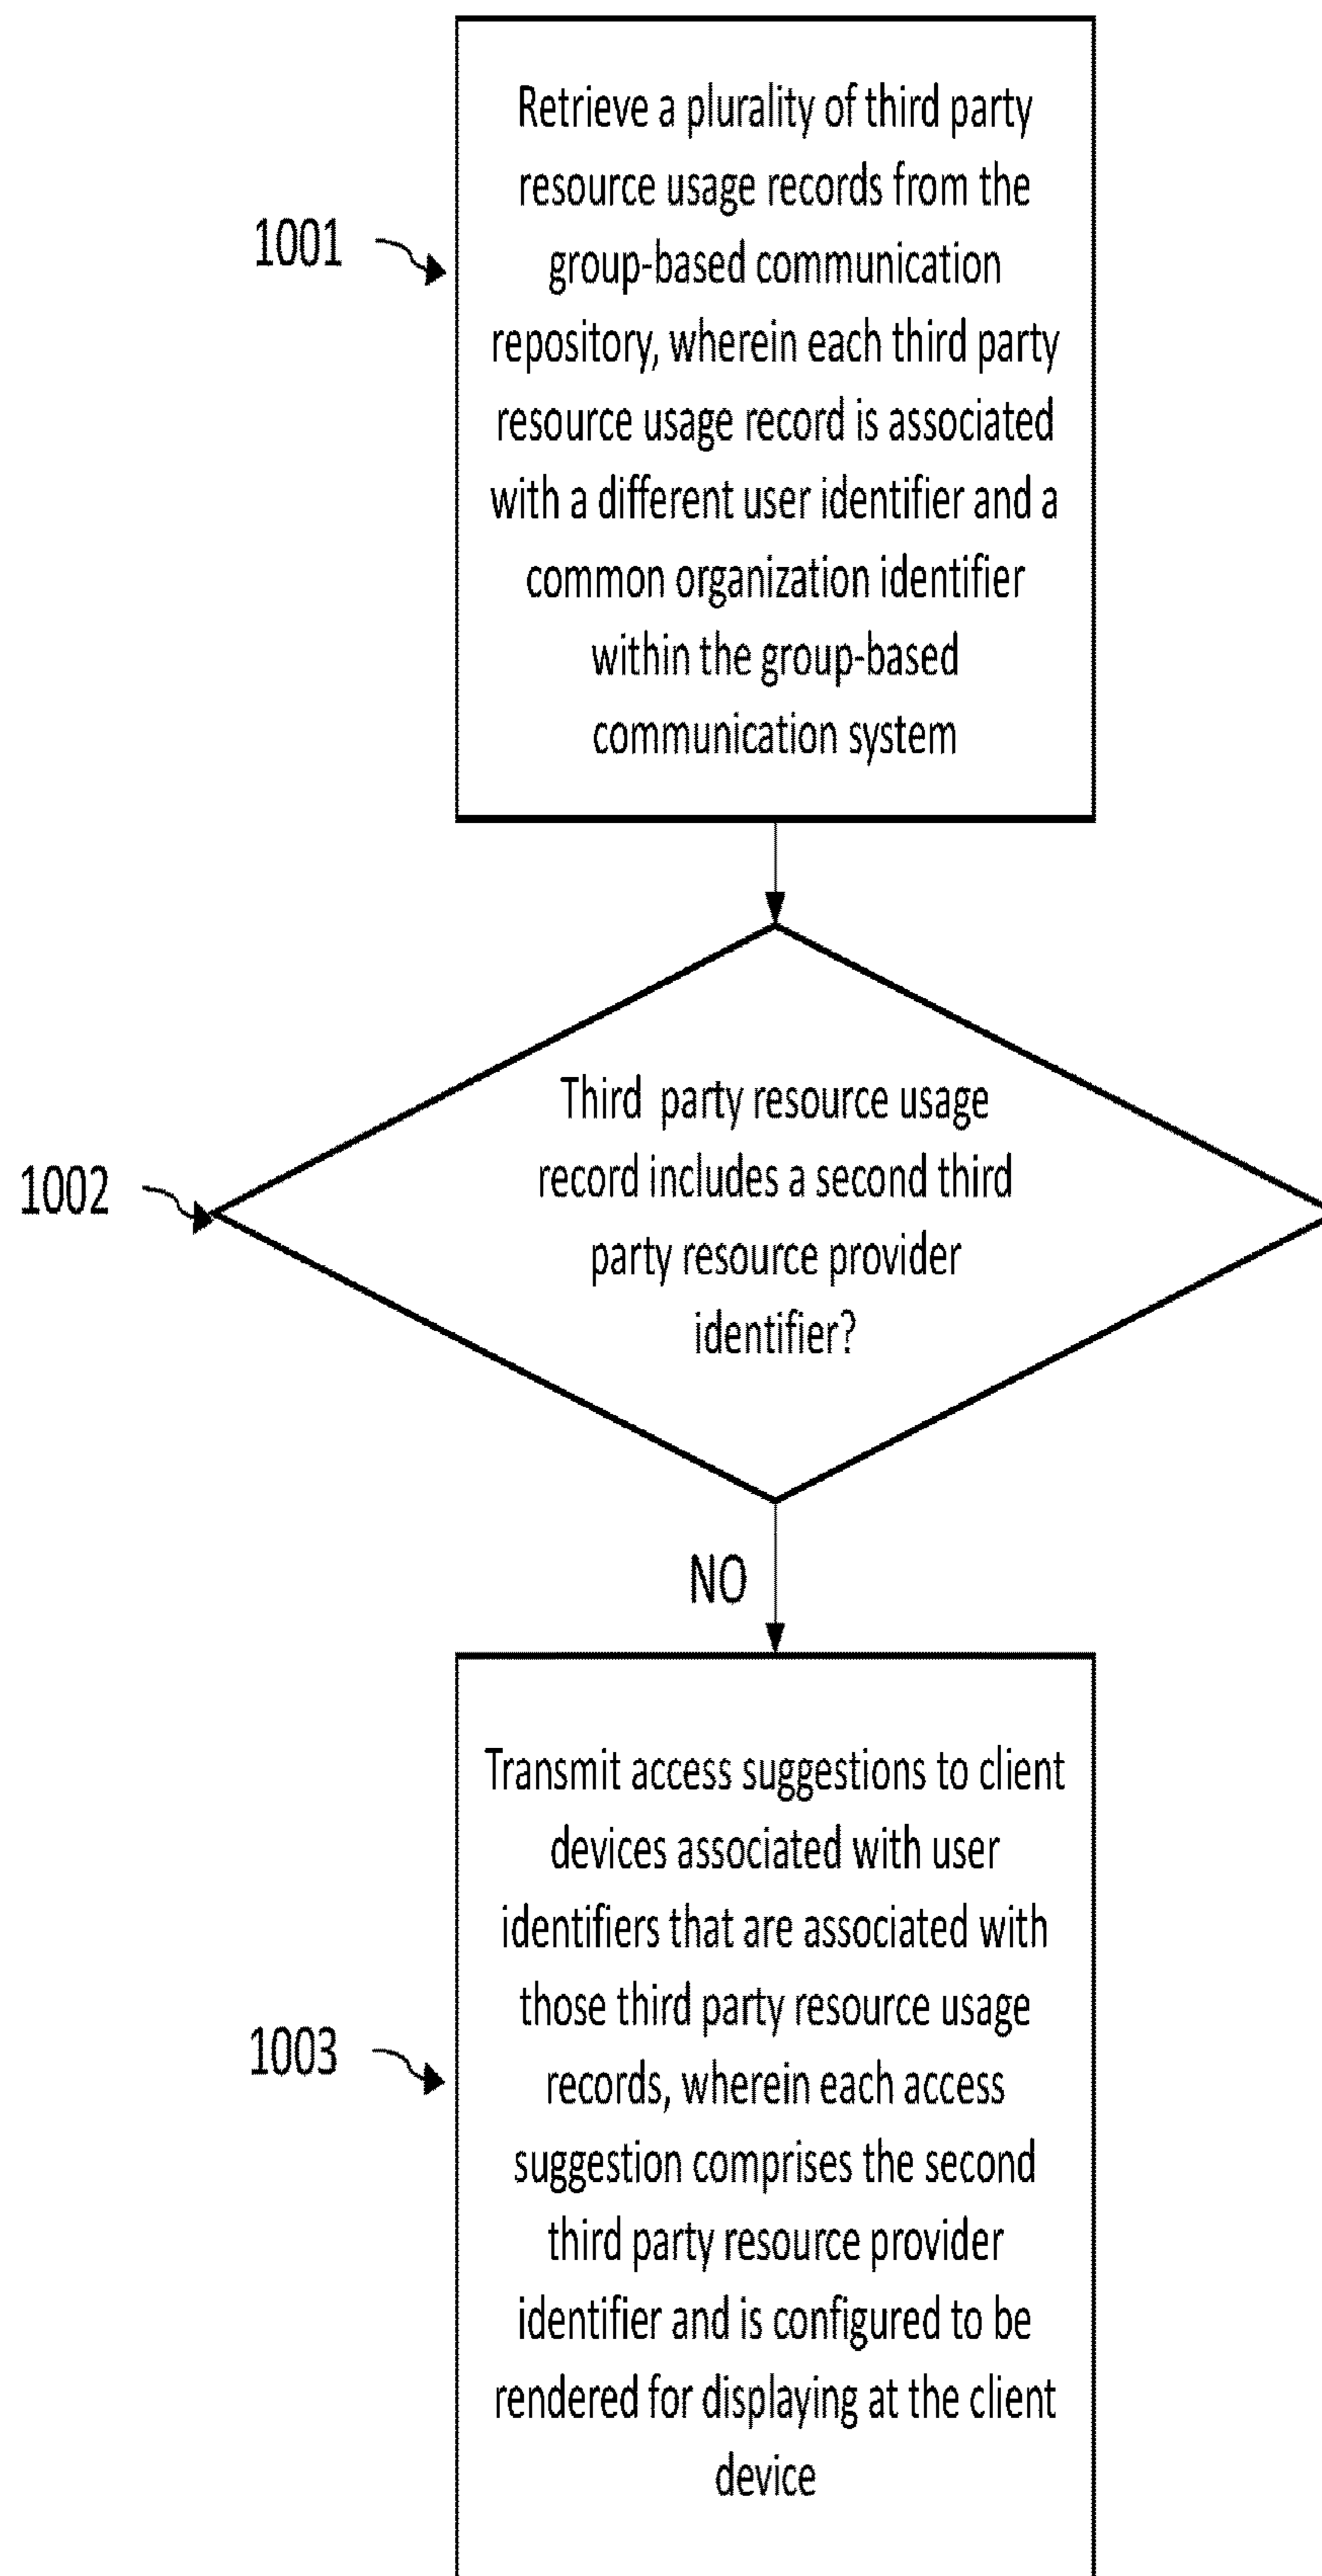 Retrieve a plurality of third party
resource usage records from the
group-based communication
repository, wherein each third party
resource usage record is associated
with a different user identifier and a
common organization identifier
within the group-based
communication system
1001
Third party resource usage
record includes a second third
party resource provider
identifier?
1002
NO
Transmit access suggestions to client
devices associated with user
identifiers that are associated with
those third party resource usage
records, wherein each access
suggestion comprises the second
third party resource provider
identifier and is configured to be
rendered for displaying at the client
device
1003